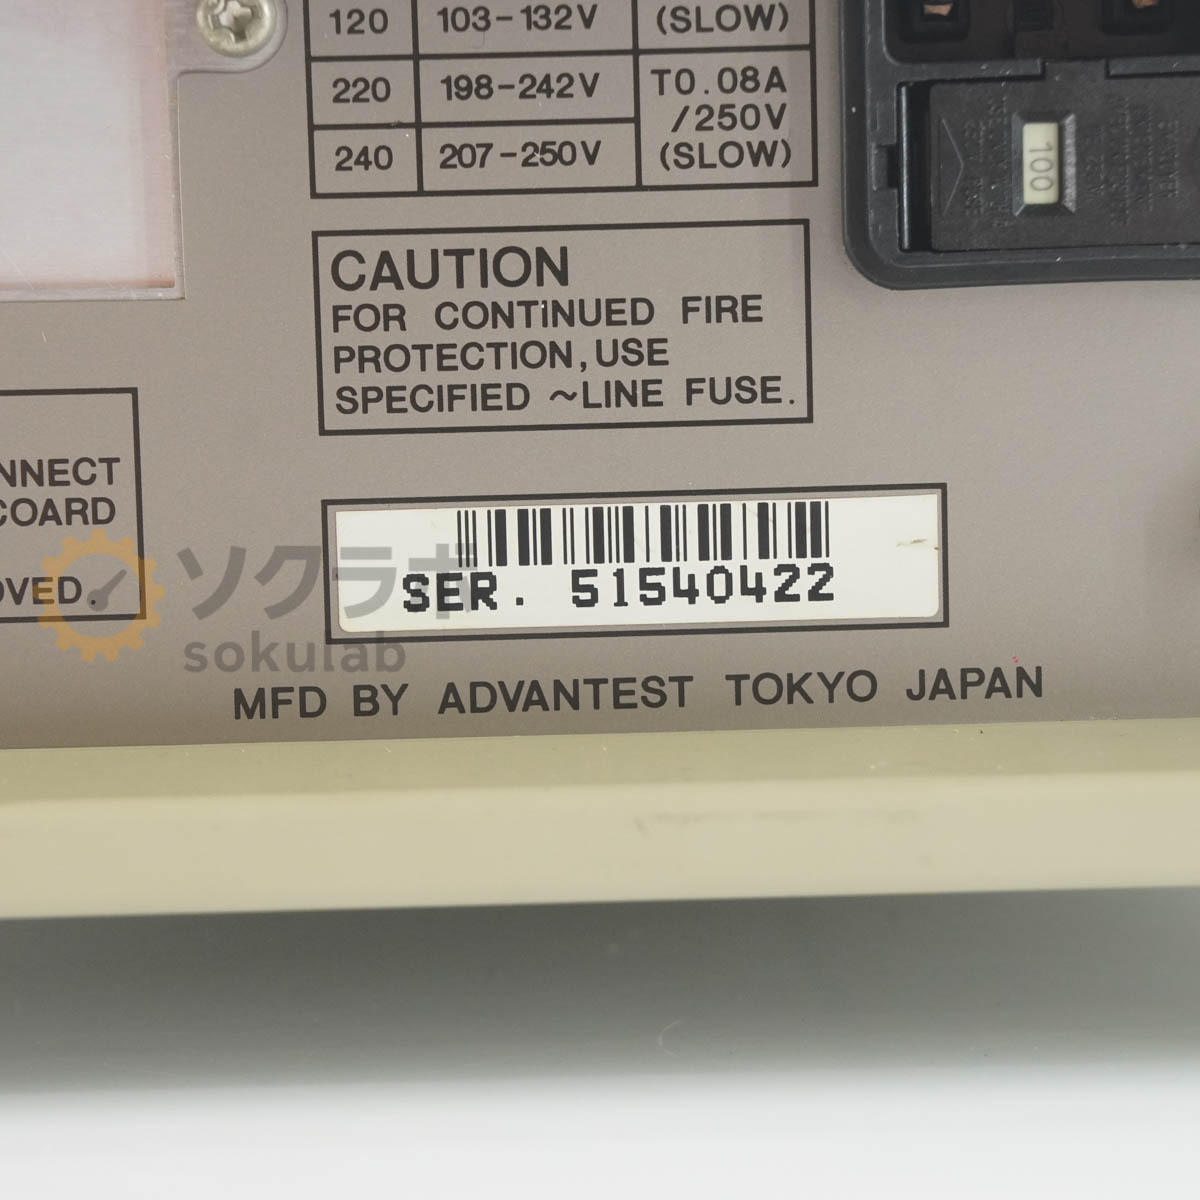 120 103-132V (SLOW)
220 198-242V T0.08A
/250V
240 207-250V (SLOW)
100
CAUTION
FOR CONTINUED FIRE
PROTECTION, USE
SPECIFIED ~LINE FUSE.
NNECT
COARD
OVED.
SER. 51540422
ソクラボ
sokulab
MFD BY ADVANTEST TOKYO JAPAN